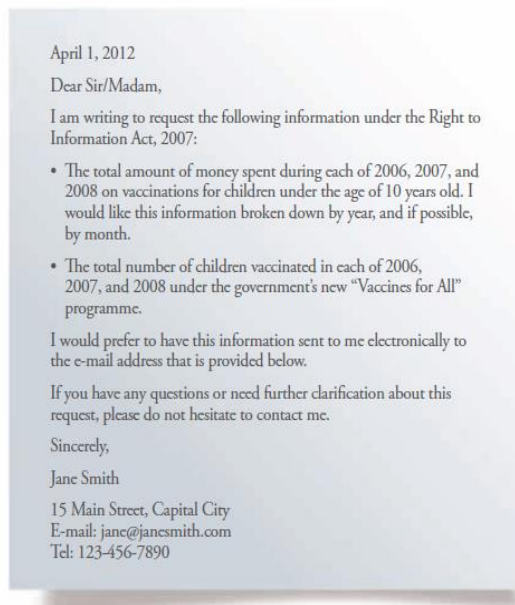 April 1, 2012
Dear Sir/Madam,
I am writing to request the following information under the Right to
Information Act, 2007:
• The total amount of money spent during each of 2006, 2007, and
2008 on vaccinations for children under the age of 10 years old. I
would like this information broken down by year, and if possible,
by month.
• The total number of children vaccinated in each of 2006,
2007, and 2008 under the government's new “Vaccines for All”
programme.
I would prefer to have this information sent to me electronically to
the e-mail address that is provided below.
If you have any questions or need further clarification about this
request, please do not hesitate to contact me.
Sincerely,
Jane Smith
15 Main Street, Capital City
E-mail: jane@janesmith.com
Tel: 123-456-7890